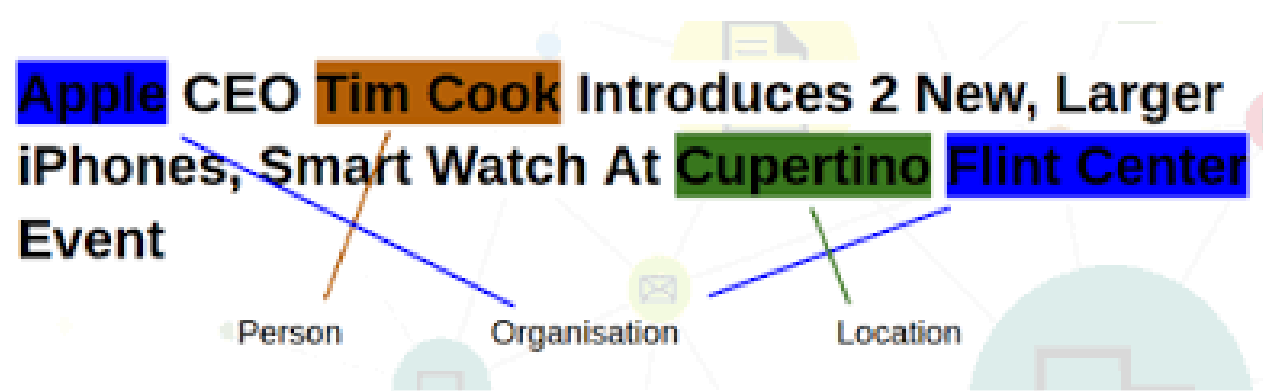 Apple CEO Tim Cook Introduces 2 New, Larger
iPhones, Smart Watch At Cupertino Flint Center
Event
Person Organisation Location